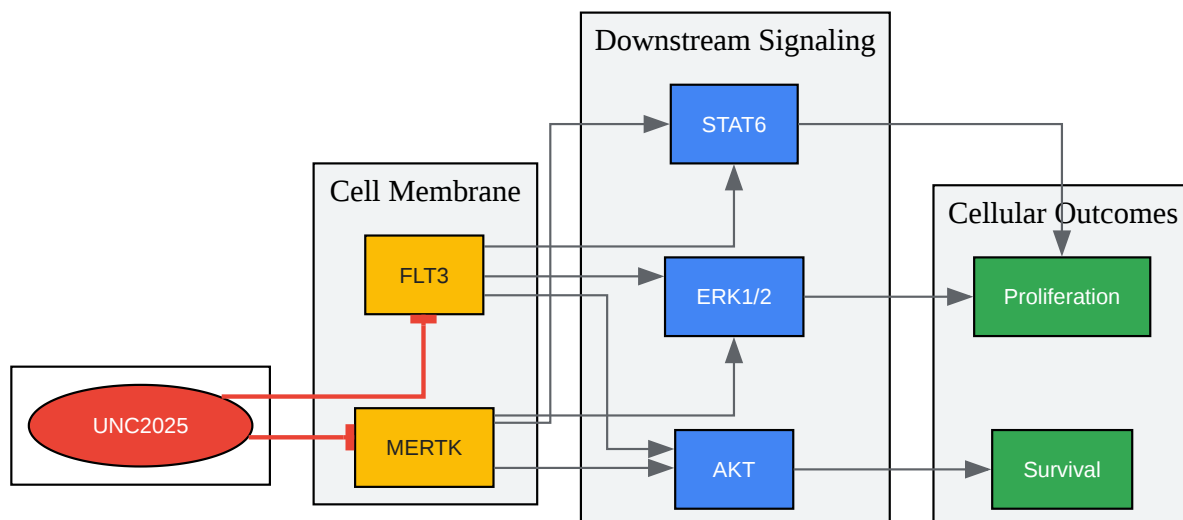 Downstream Signaling
STAT6
Cell Membrane
Cellular Outcomes
FLT3
ERK1/2
Proliferation
UNC2025
MERTK
AKT
Survival